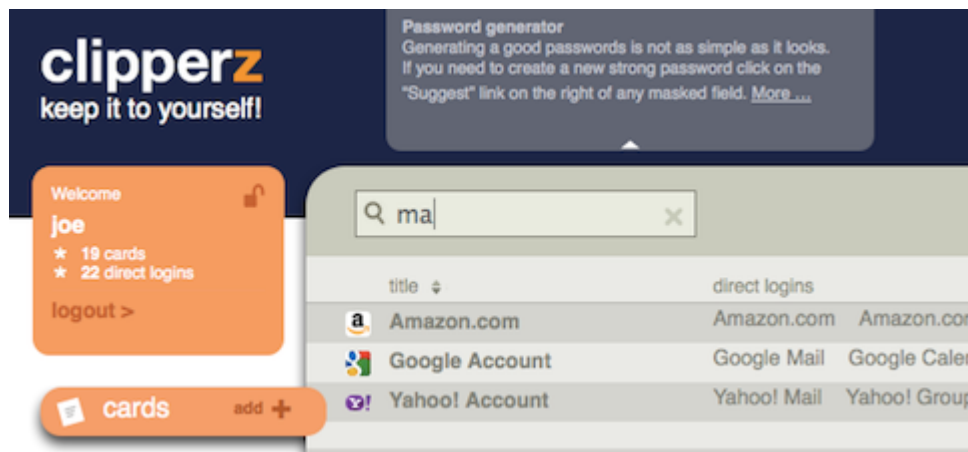 clipperz
keep it to yourself!
Password generator
Generating a good passwords is not as simple as it looks.
If you need to create a new strong password click on the
"Suggest" link on the right of any masked field. More ...
Welcome
joe
* 19 cards
* 22 direct logins
logout >
cards add +
ma
title direct logins
Amazon.com Amazon.com
Google Account Google Mail Google
Yahoo! Account Yahoo! Mail Yahoo!